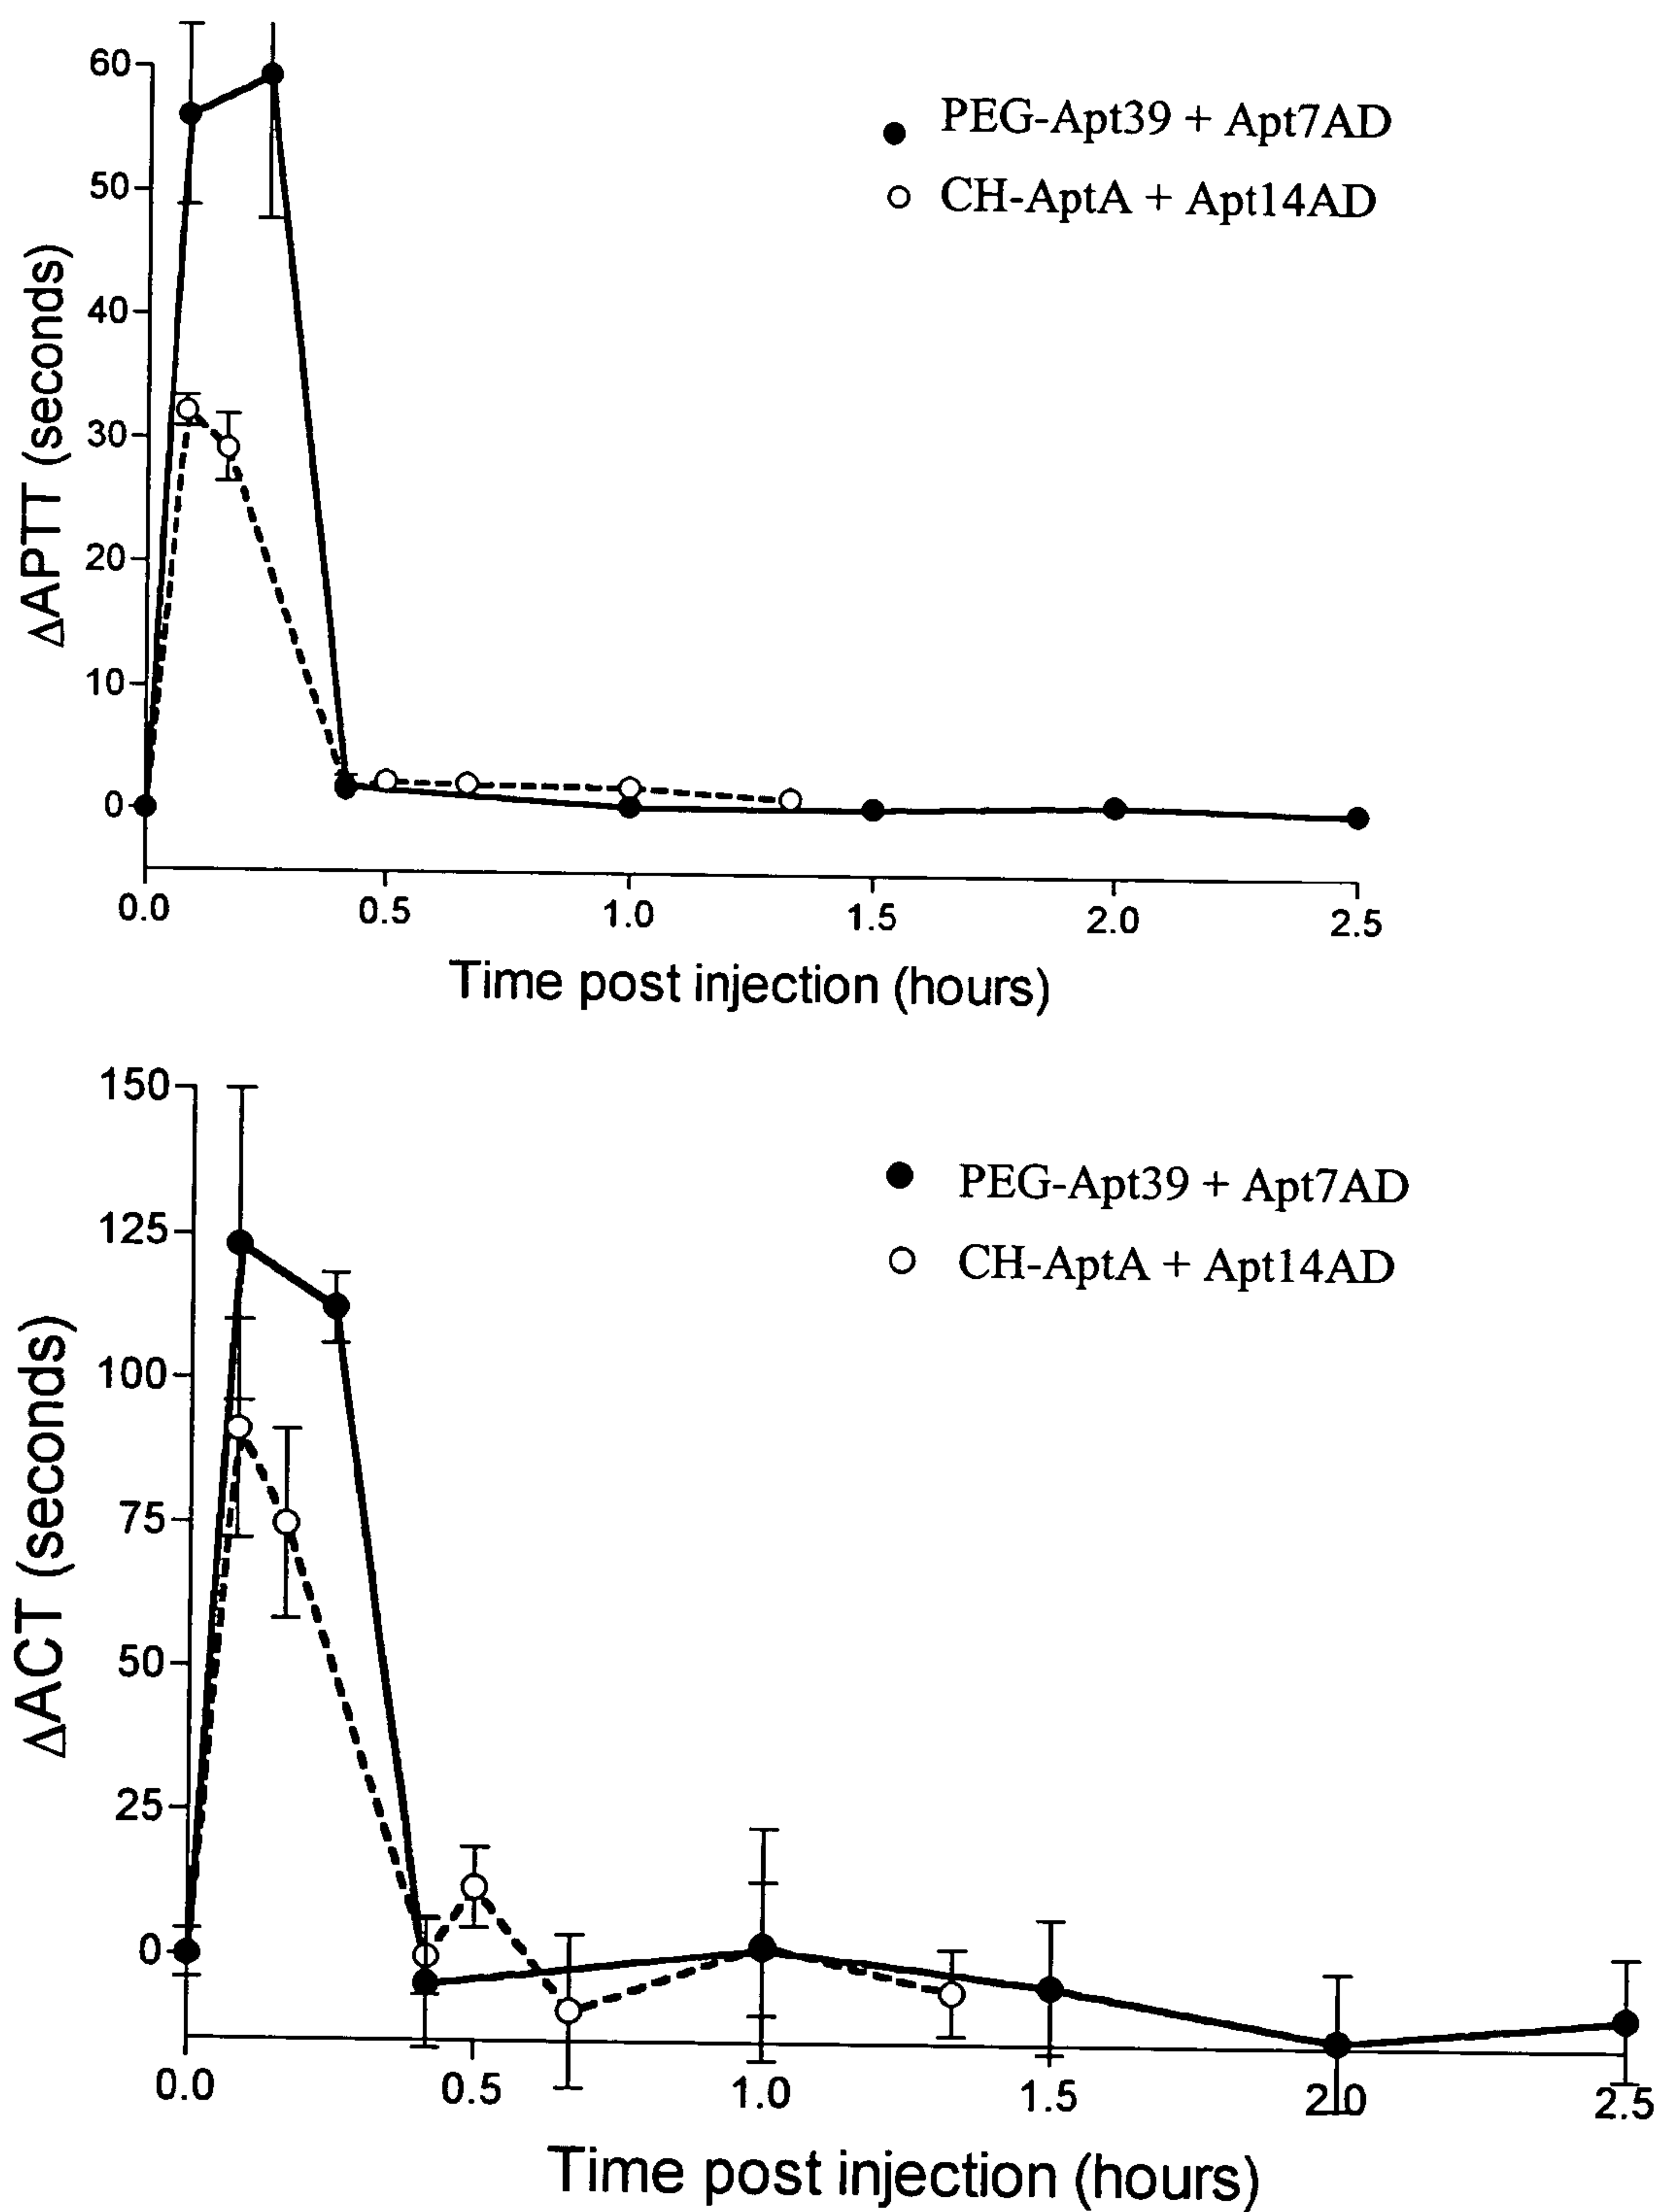 60
50
40
30
20
10
0
ΔAPTT (seconds)
PEG-Apt39 + Apt7AD
CH-AptA + Apt14AD
0.0 0.5 1.0 1.5 2.0 2.5
Time post injection (hours)
150
125
100
75
50
25
0
ΔACT (seconds)
PEG-Apt39 + Apt7AD
CH-AptA + Apt14AD
0.0 0.5 1.0 1.5 2.0 2.5
Time post injection (hours)